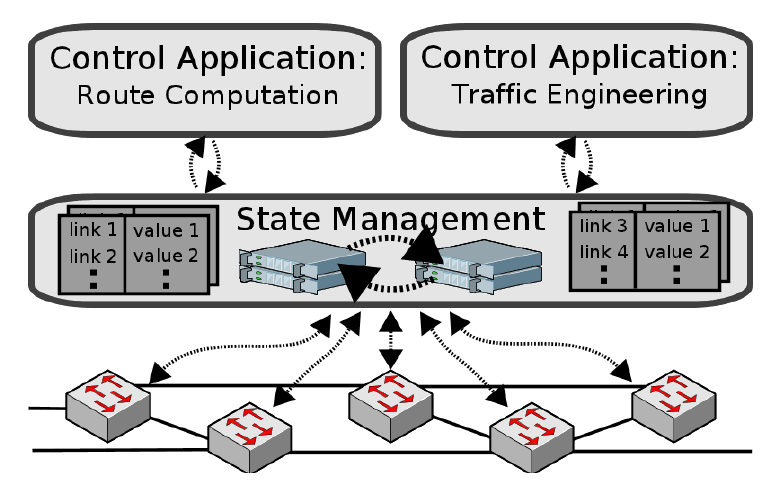 Control Application:
Route Computation
Control Application:
Traffic Engineering
State Management
link 1 value 1
link 2 value 2
link 3 value 1
link 4 value 2